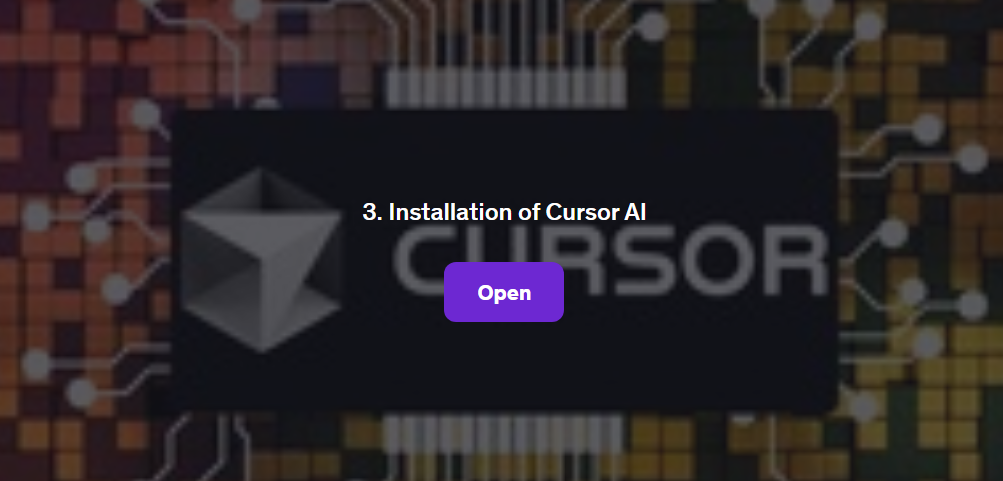 3. Installation of Cursor AI
CURSOR
Open